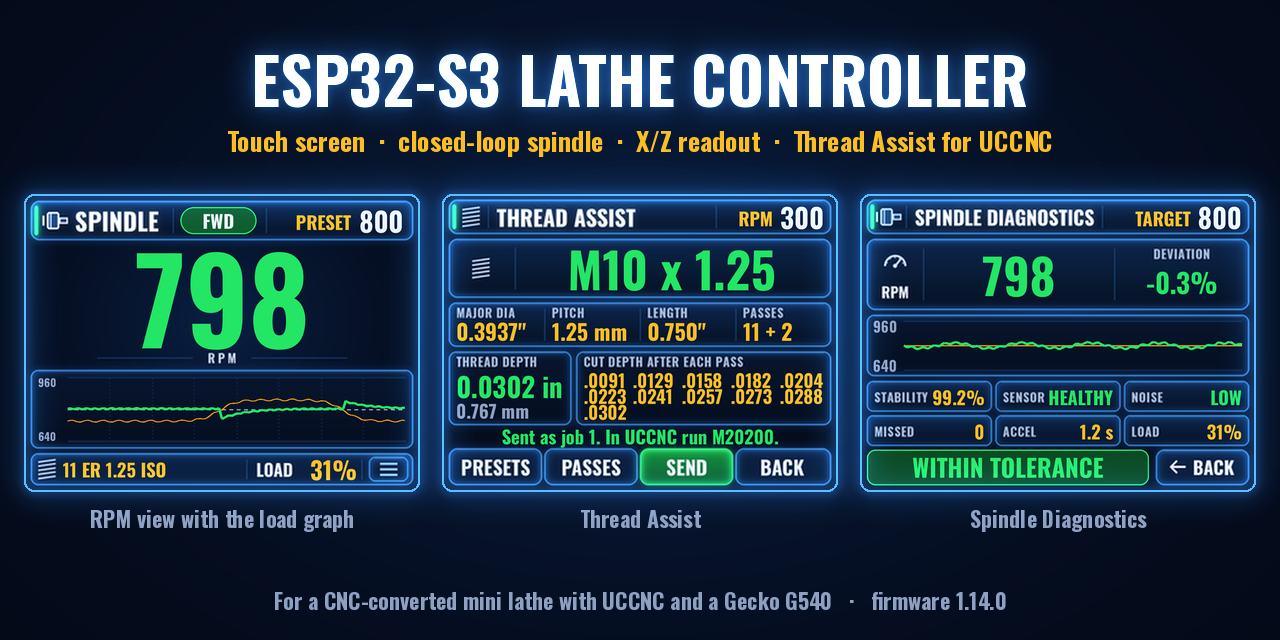 ESP32-S3 LATHE CONTROLLER
Touch screen · closed-loop spindle · X/Z readout · Thread Assist for UCCNC
SPINDLE FWD PRESET 800
798
RPM
960
640
11 ER 1.25 ISO LOAD 31%
RPM view with the load graph
THREAD ASSIST RPM 300
M10 x 1.25
MAJOR DIA PITCH LENGTH PASSES
0.3937" 1.25 mm 0.750" 11 + 2
THREAD DEPTH
0.0302 in
0.767 mm
CUT DEPTH AFTER EACH PASS
.0091 .0129 .0158 .0182 .0204
.0223 .0241 .0257 .0273 .0288
.0302
Sent as job 1. In UCCNC run M20200.
PRESETS PASSES SEND BACK
Thread Assist
SPINDLE DIAGNOSTICS TARGET 800
RPM
798
DEVIATION
-0.3%
960
640
STABILITY 99.2% SENSOR HEALTHY NOISE LOW
MISSED 0 ACCEL 1.2 s LOAD 31%
WITHIN TOLERANCE ← BACK
Spindle Diagnostics
For a CNC-converted mini lathe with UCCNC and a Gecko G540 · firmware 1.14.0